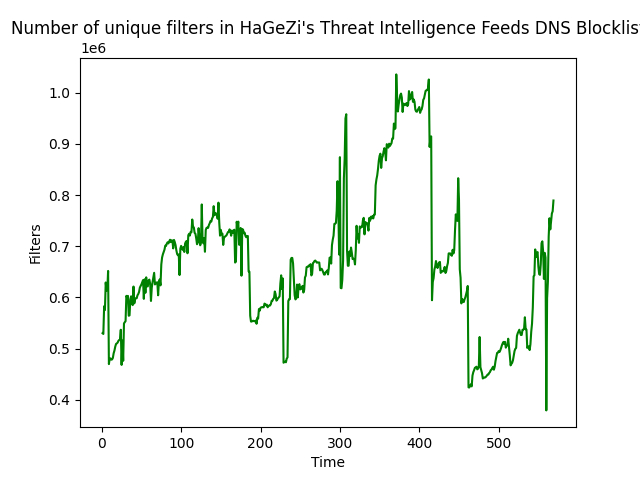 Number of unique filters in HaGeZi's Threat Intelligence Feeds DNS Blocklist
1e6
1.0
0.9
0.8
0.7
0.6
0.5
0.4
Filters
0 100 200 300 400 500
Time